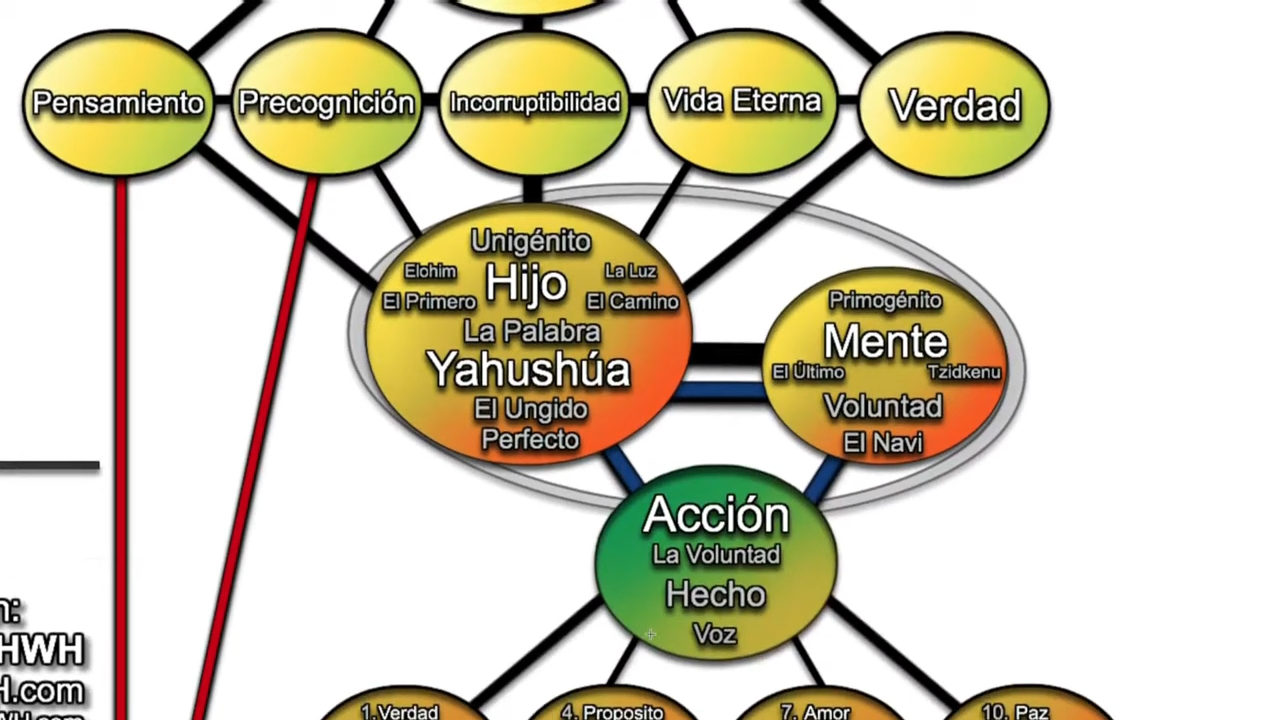 Pensamiento
Precognición
Incorruptibilidad
Vida Eterna
Verdad
Unigénito
Elohim
Hijo
La Luz
El Primero
El Camino
La Palabra
Yahushúa
El Ungido
Perfecto
Primogénito
Mente
El Último
Tzidkenu
Voluntad
El Navi
Acción
La Voluntad
Hecho
Voz
n:
HWH
H.com
WH.com
1.Verdad
4. Proposito
7. Amor
10. Paz